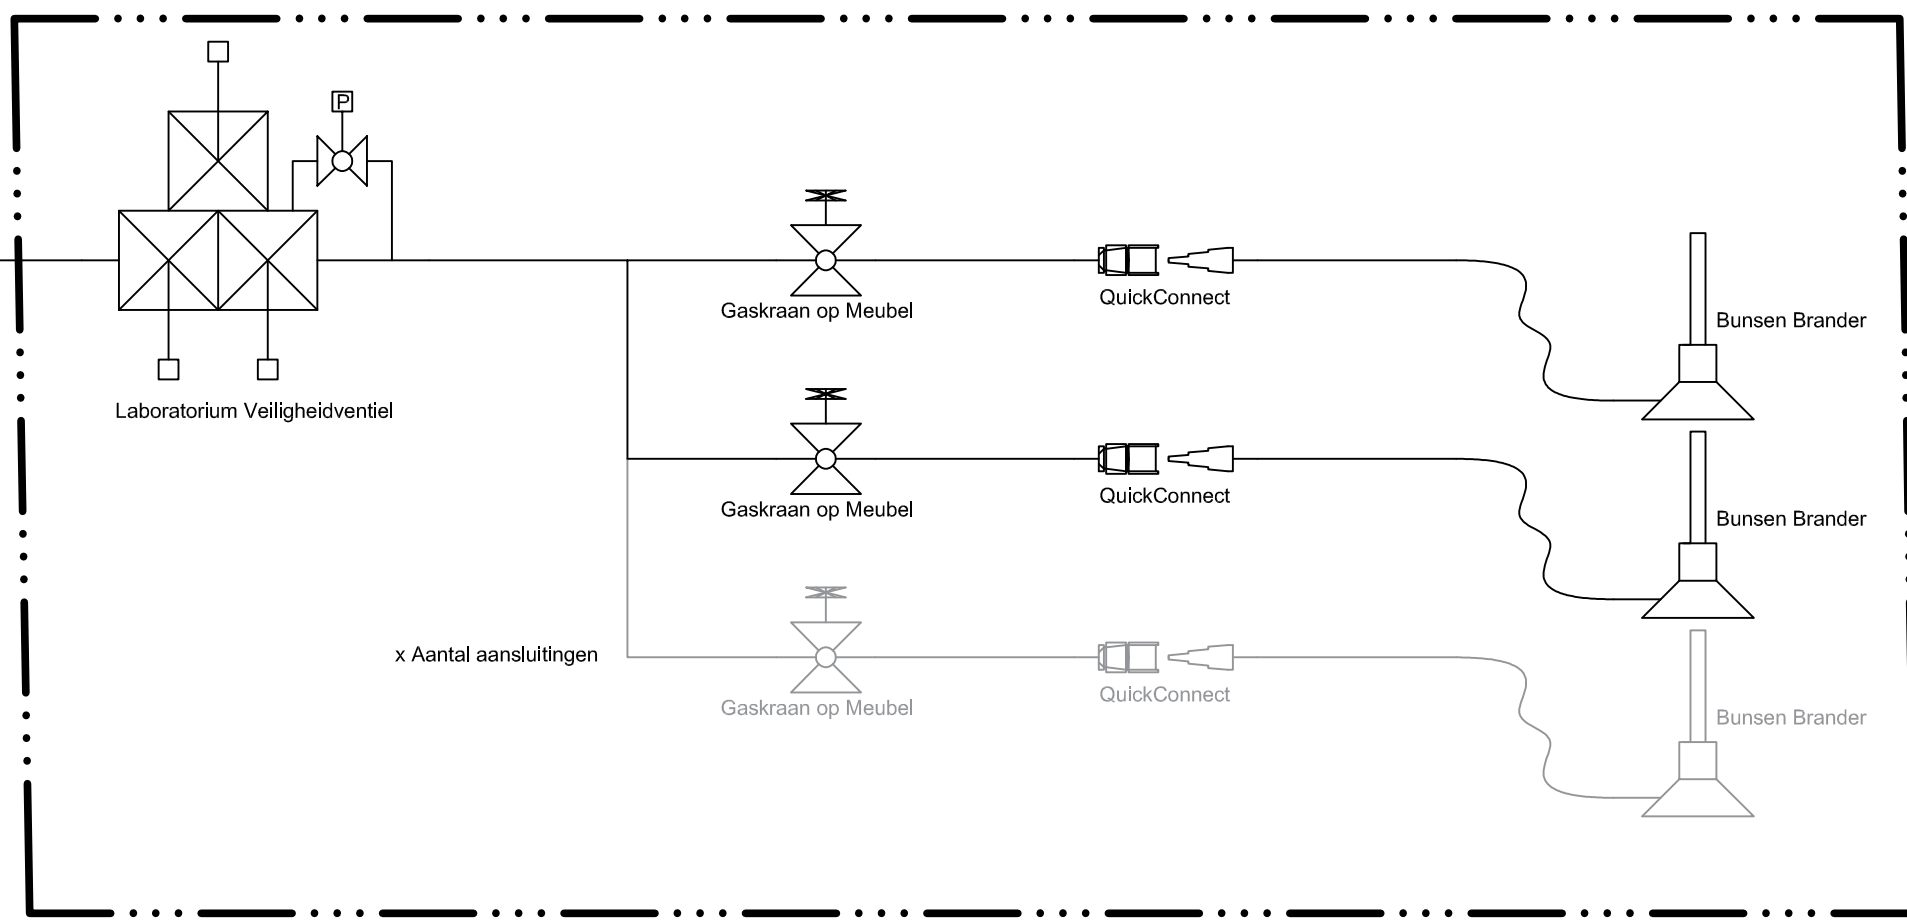 P
Gaskraan op Meubel
QuickConnect
Bunsen Brander
Laboratorium Veiligheidventiel
Gaskraan op Meubel
QuickConnect
Bunsen Brander
x Aantal aansluitingen
Gaskraan op Meubel
QuickConnect
Bunsen Brander